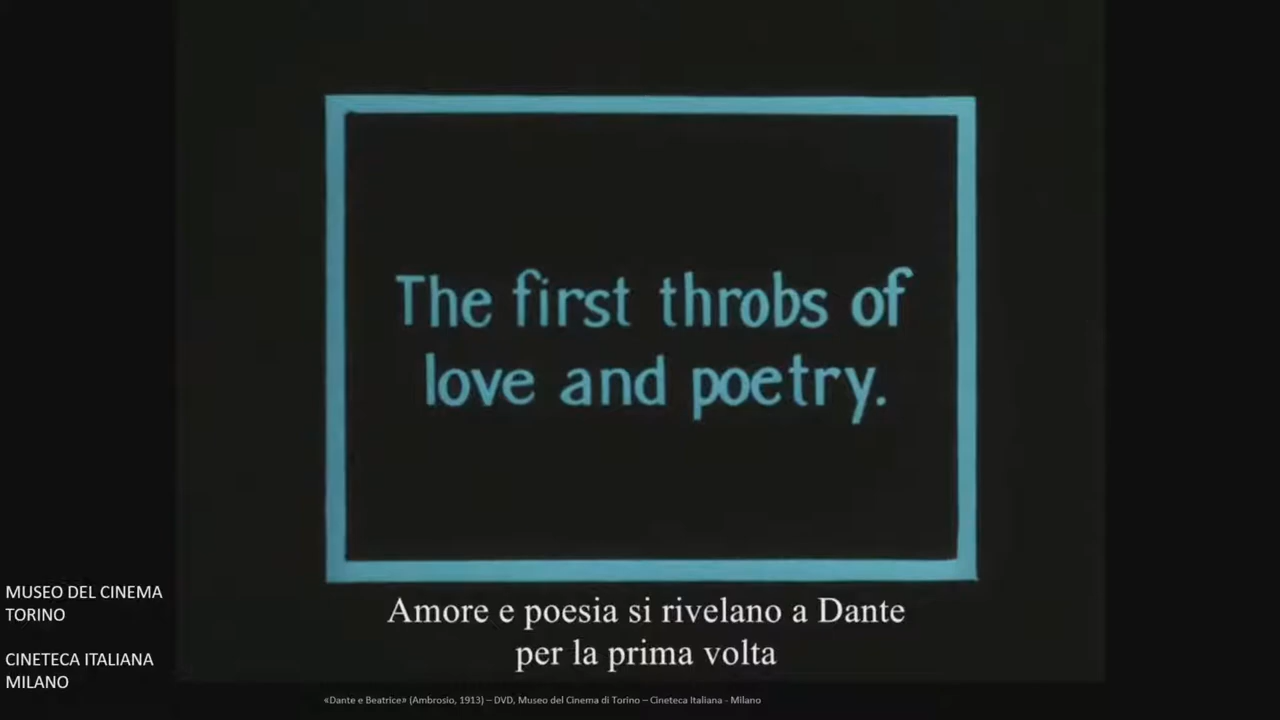 The first throbs of
love and poetry.
Amore e poesia si rivelano a Dante
per la prima volta
MUSEO DEL CINEMA
TORINO
CINETECA ITALIANA
MILANO
«Dante e Beatrice» (Ambrosio, 1913) – DVD, Museo del Cinema di Torino – Cineteca Italiana - Milano